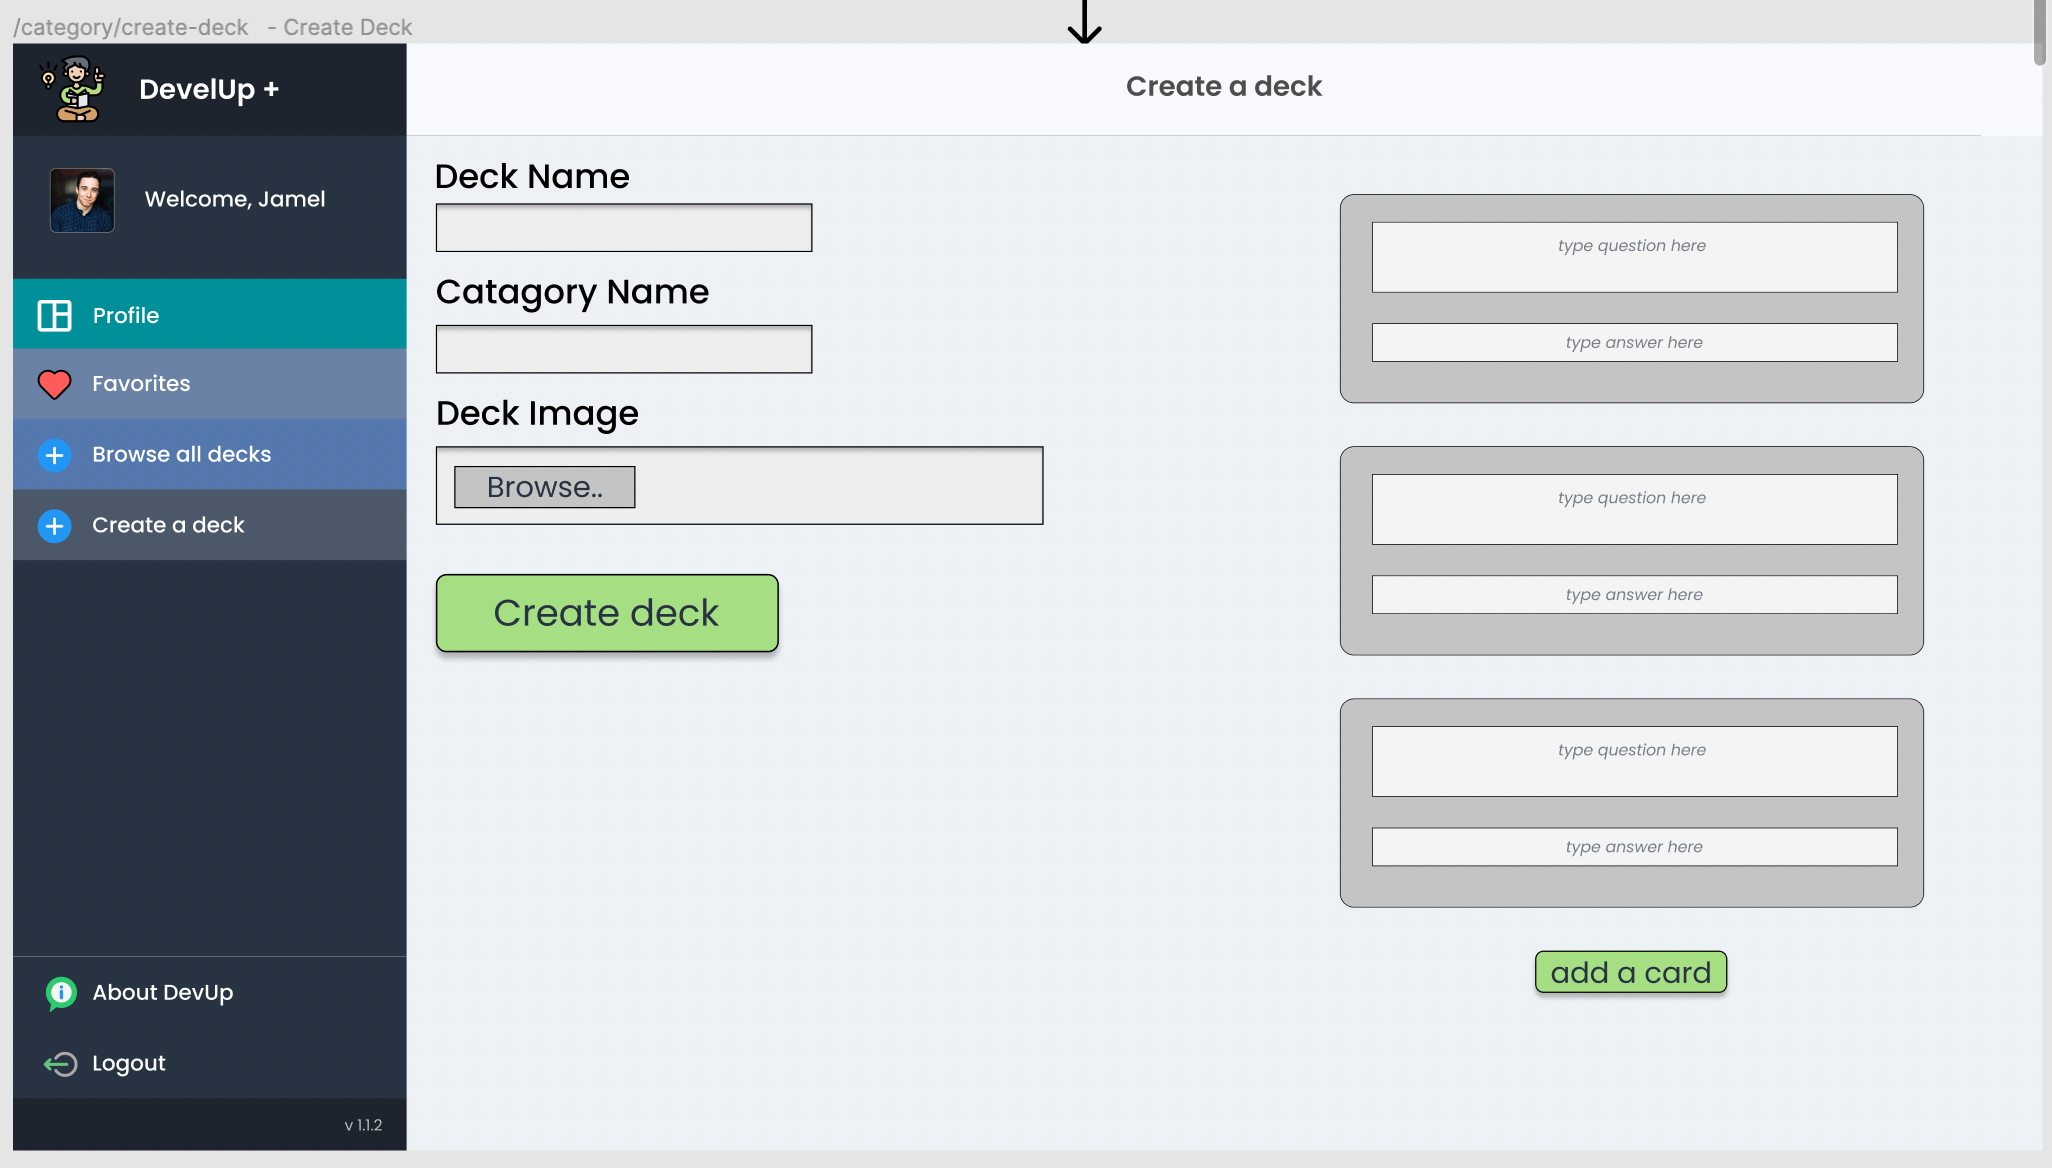 /category/create-deck - Create Deck
DevelUp +
Create a deck
Welcome, Jamel
Profile
Favorites
Browse all decks
Create a deck
About DevUp
Logout
v 1.1.2
Deck Name
Catagory Name
Deck Image
Browse..
Create deck
type question here
type answer here
type question here
type answer here
type question here
type answer here
add a card